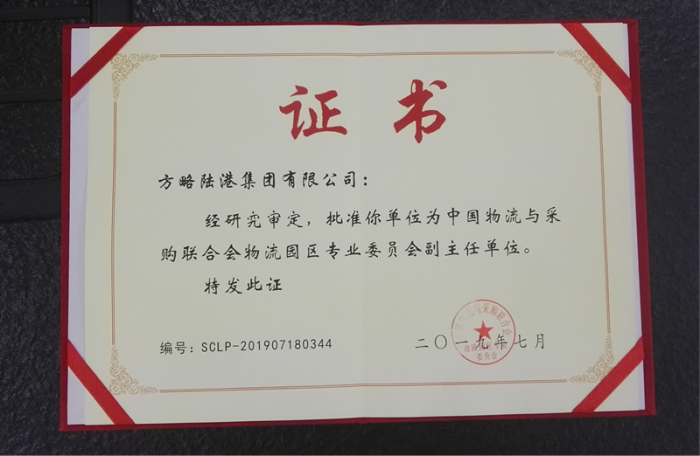 证书
方略陆港集团有限公司：
经研究审定，批准你单位为中国物流与采
购联合会物流园区专业委员会副主任单位。
特发此证
编号：SCLP-201907180344
二〇一九年七月
委员会